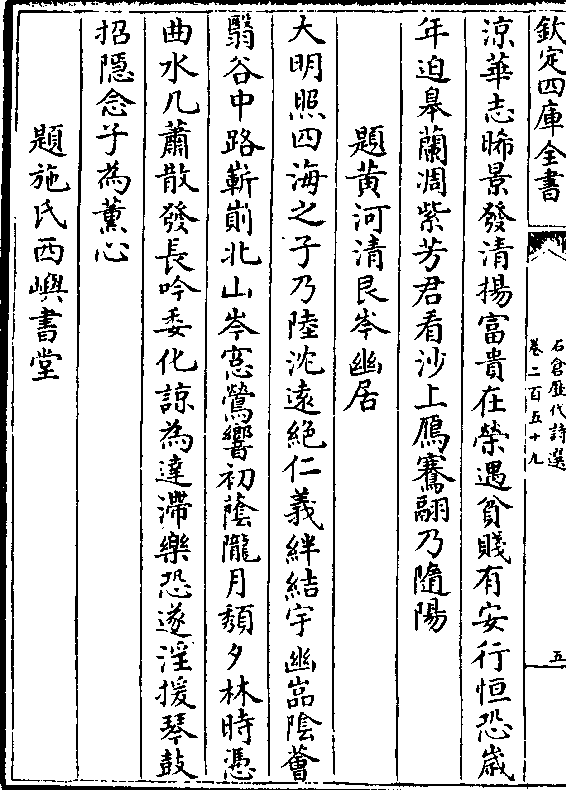 欽定四庫全書
石倉歴代詩選
卷二百五十九
五
涼華志晞景發清揚富貴在榮遇貧賤有安行恒恐歳
年迫皋蘭凋紫芳君看沙上鴈騫翮乃隨陽
題黄河清艮岑幽居
大明照四海之子乃陸沈遠絶仁義絆結宇幽嵓陰薈
翳谷中路嶄崱北山岑窓鶯響初蔭隴月頽夕林時憑
曲水几蕭散發長吟委化諒為達滯樂恐遂淫援琴鼔
招隱念子為薰心
題施氏西嶼書堂